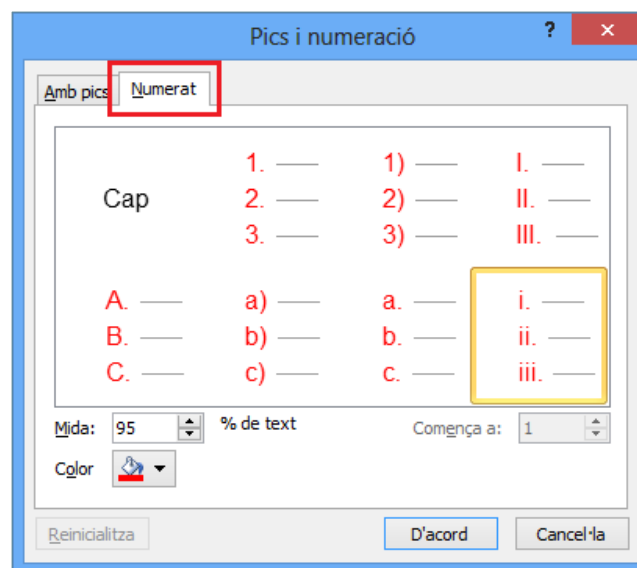 Pics i numeració
?
Amb pics
Numerat
Cap
1.
2.
3.
1)
2)
3)
I.
II.
III.
A.
B.
C.
a)
b)
c)
a.
b.
c.
i.
ii.
iii.
Mida: 95 % de text Comença a: 1
Color
Reinicialitza D'acord Cancel·la